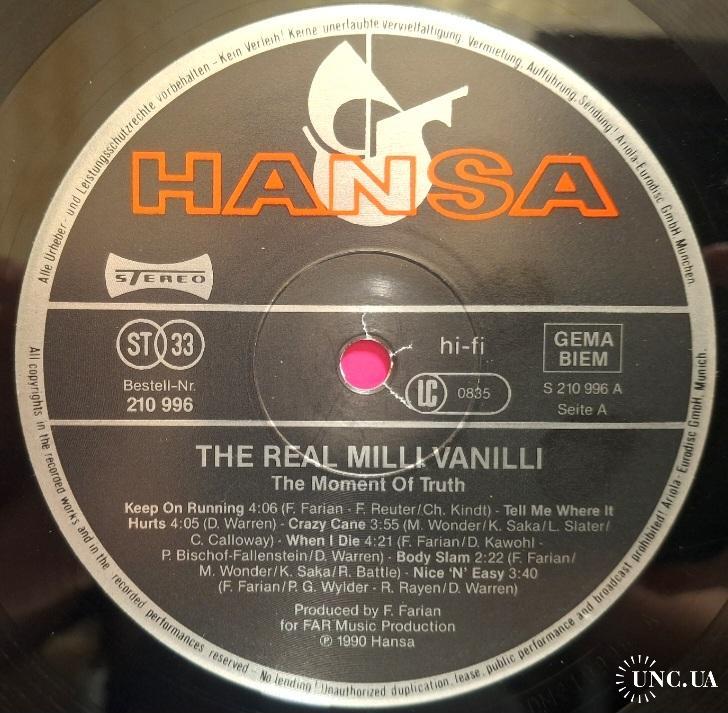 Alle Urheber- und Leistungsschutzrechte vorbehalten - Kein Verleih! Keine unerlaubte Vervielfältigung, Vermietung, Aufführung, Sendung! Ariola-Eurodisc GmbH, München.
HANSA
STEREO
ST 33
hi-fi
GEMA
BIEM
Bestell-Nr.
210 996
LC 0835
S 210 996 A
Seite A
THE REAL MILLI VANILLI
The Moment Of Truth
Keep On Running 4:06 (F. Farian - F. Reuter/Ch. Kindt) - Tell Me Where It
Hurts 4:05 (D. Warren) - Crazy Cane 3:55 (M. Wonder/K. Saka/L. Slater/
C. Calloway) - When I Die 4:21 (F. Farian/D. Kawohl -
P. Bischof-Fallenstein/D. Warren) - Body Slam 2:22 (F. Farian/
M. Wonder/K. Saka/R. Battle) - Nice 'N' Easy 3:40
(F. Farian/P. G. Wylder - R. Rayen/D. Warren)
Produced by F. Farian
for FAR Music Production
℗ 1990 Hansa
All copyrights in the recorded works and in the recorded performances reserved - No lending! Unauthorized duplication, lease, public performance and broadcast prohibited! Ariola-Eurodisc GmbH, Munich.
UNC.UA